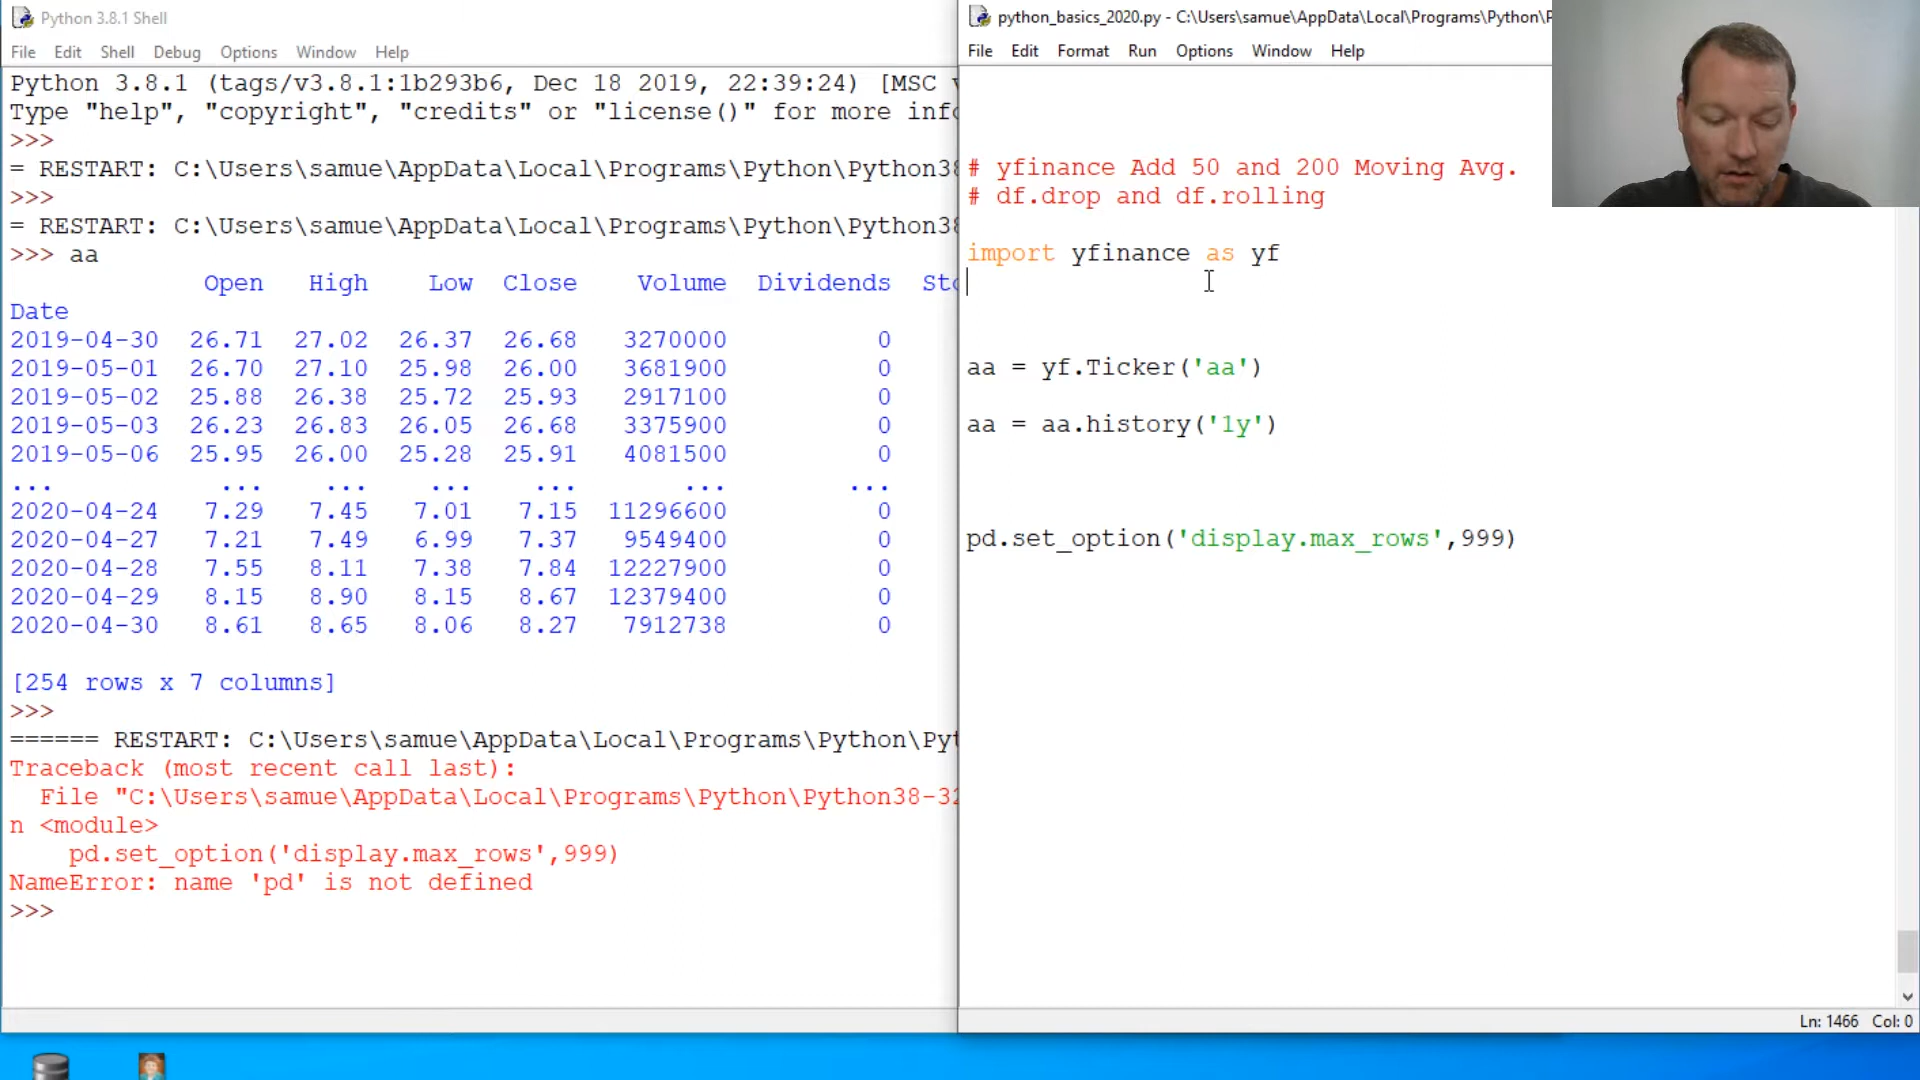 Python 3.8.1 Shell
File Edit Shell Debug Options Window Help
Python 3.8.1 (tags/v3.8.1:1b293b6, Dec 18 2019, 22:39:24) [MSC
Type "help", "copyright", "credits" or "license()" for more info
>>>
= RESTART: C:\Users\samue\AppData\Local\Programs\Python\Python38
>>>
= RESTART: C:\Users\samue\AppData\Local\Programs\Python\Python38
>>> aa
Open High Low Close Volume Dividends Sto
Date
2019-04-30 26.71 27.02 26.37 26.68 3270000 0
2019-05-01 26.70 27.10 25.98 26.00 3681900 0
2019-05-02 25.88 26.38 25.72 25.93 2917100 0
2019-05-03 26.23 26.83 26.05 26.68 3375900 0
2019-05-06 25.95 26.00 25.28 25.91 4081500 0
... ... ... ... ... ... ...
2020-04-24 7.29 7.45 7.01 7.15 11296600 0
2020-04-27 7.21 7.49 6.99 7.37 9549400 0
2020-04-28 7.55 8.11 7.38 7.84 12227900 0
2020-04-29 8.15 8.90 8.15 8.67 12379400 0
2020-04-30 8.61 8.65 8.06 8.27 7912738 0
[254 rows x 7 columns]
>>>
====== RESTART: C:\Users\samue\AppData\Local\Programs\Python\Pyt
Traceback (most recent call last):
File "C:\Users\samue\AppData\Local\Programs\Python\Python38-32
n <module>
pd.set_option('display.max_rows',999)
NameError: name 'pd' is not defined
>>>
python_basics_2020.py - C:\Users\samue\AppData\Local\Programs\Python\P
File Edit Format Run Options Window Help
# yfinance Add 50 and 200 Moving Avg.
# df.drop and df.rolling
import yfinance as yf
aa = yf.Ticker('aa')
aa = aa.history('1y')
pd.set_option('display.max_rows',999)
Ln: 1466 Col: 0